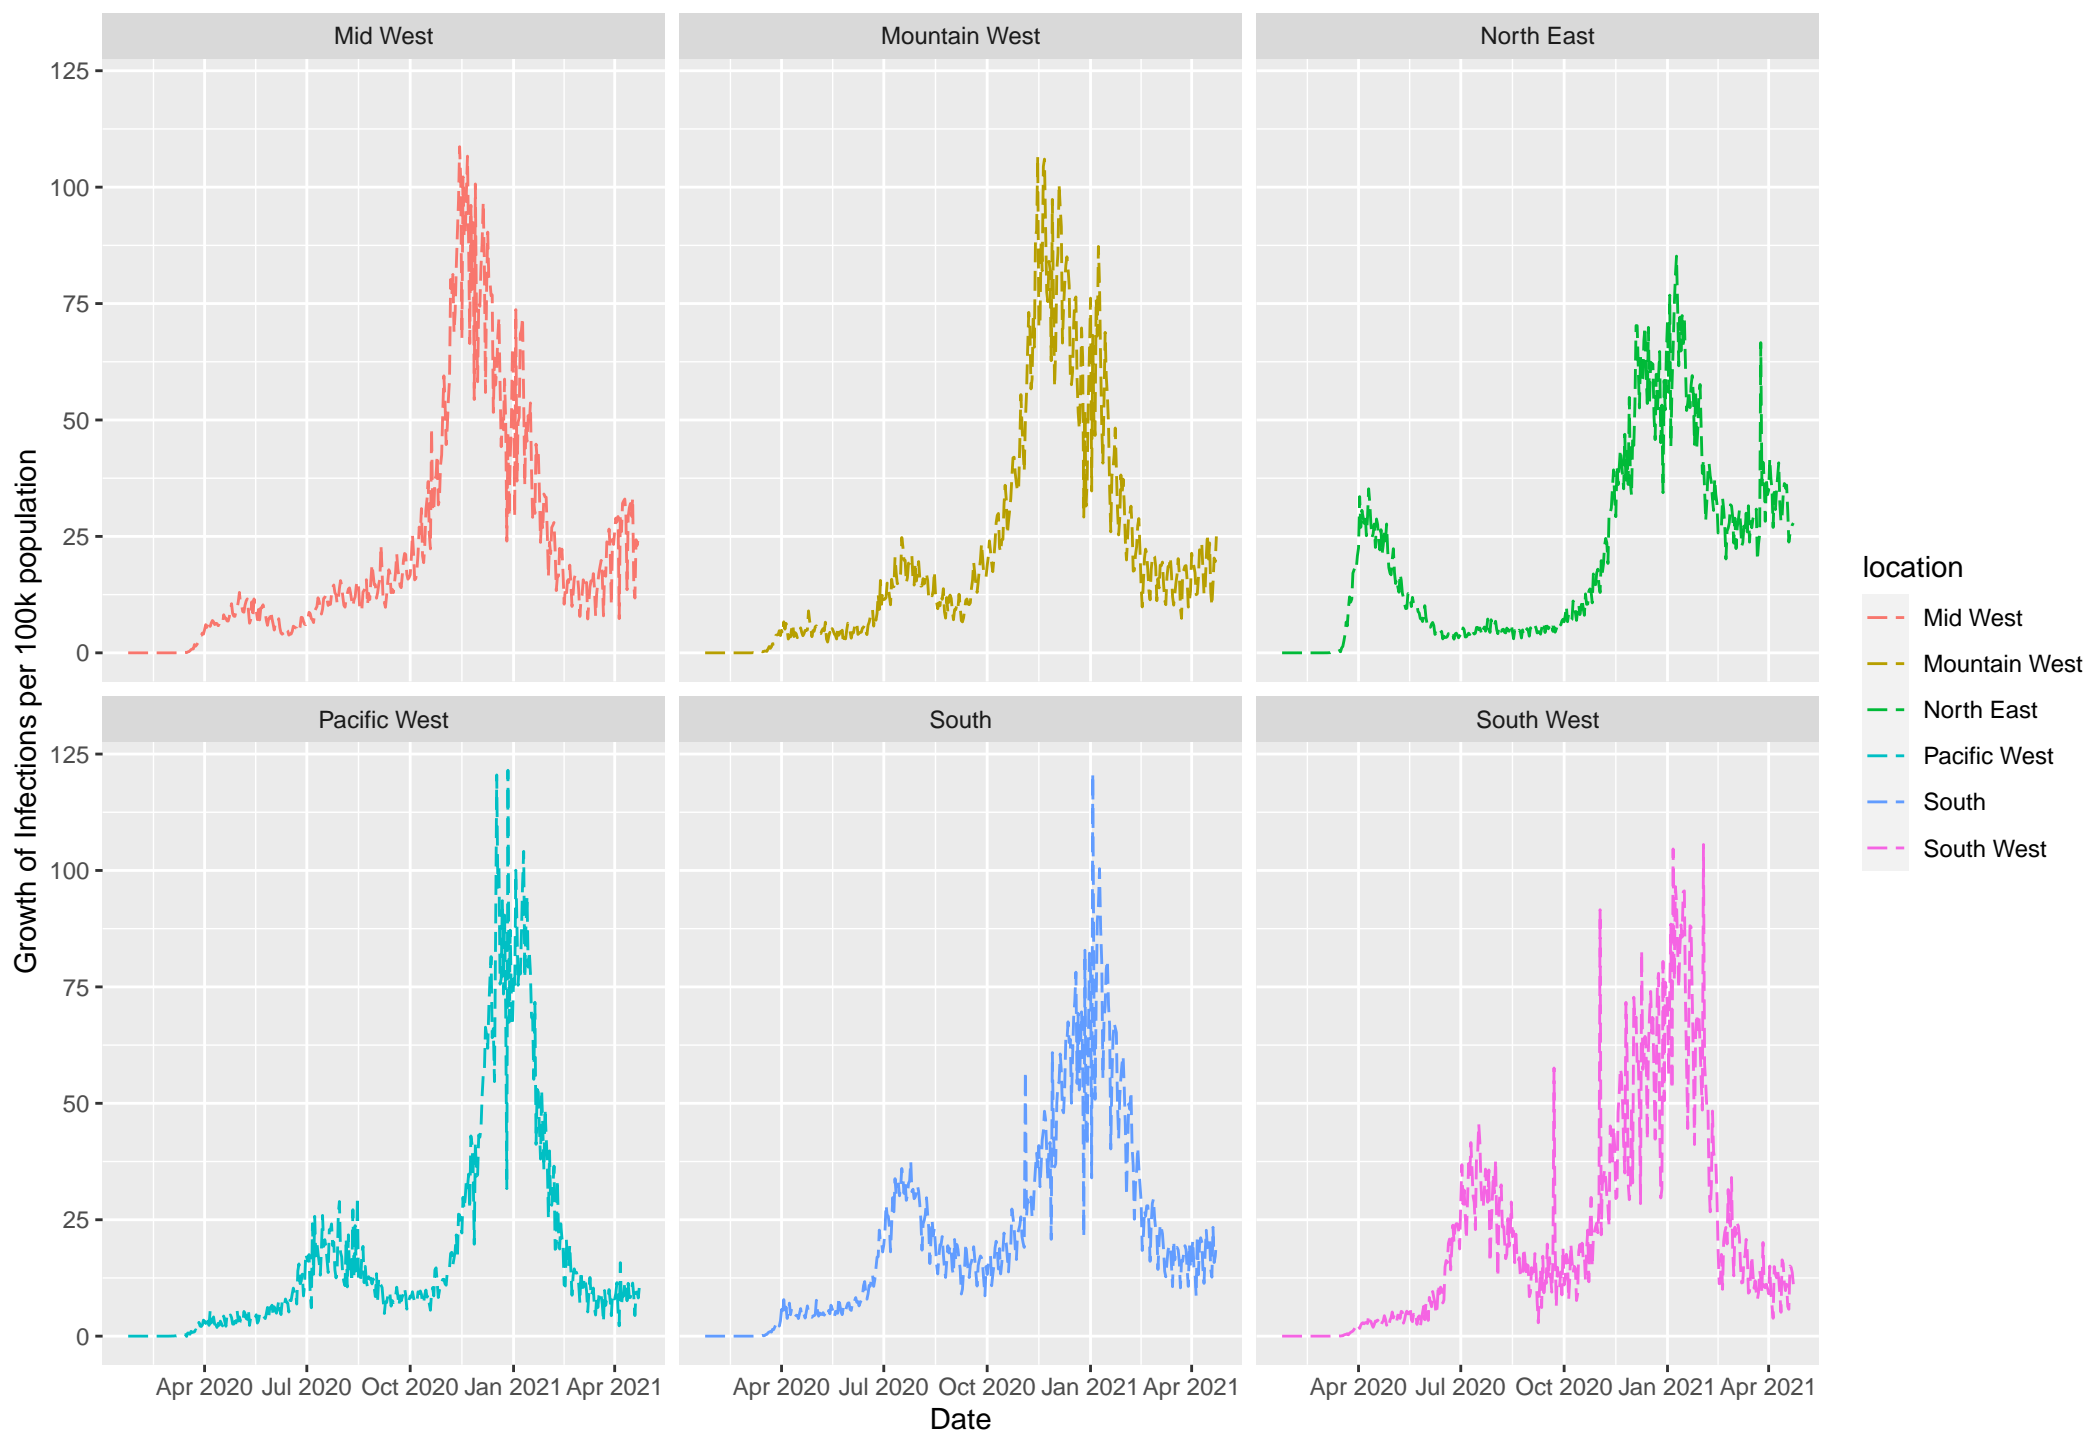 Mid West
Mountain West
North East
125
100
75
50
25
0
Pacific West
South
South West
125
100
75
50
25
0
Apr 2020 Jul 2020 Oct 2020 Jan 2021 Apr 2021
Apr 2020 Jul 2020 Oct 2020 Jan 2021 Apr 2021
Apr 2020 Jul 2020 Oct 2020 Jan 2021 Apr 2021
Date
Growth of Infections per 100k population
location
Mid West
Mountain West
North East
Pacific West
South
South West